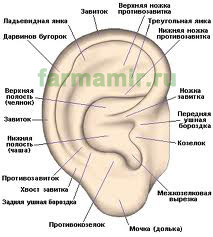 Завиток
Верхняя ножка
противозавитка
Ладьевидная ямка
Треугольная ямка
Дарвинов бугорок
Нижняя ножка
противозавитка
farmamir.ru
Верхняя
полость
(челнок)
Ножка
завитка
Передняя
ушная
бороздка
Завиток
Козелок
Нижняя
полость
(чаша)
Противозавиток
Хвост завитка
Межкозелковая
вырезка
Задняя ушная бороздка
Противокозелок
Мочка (долька)